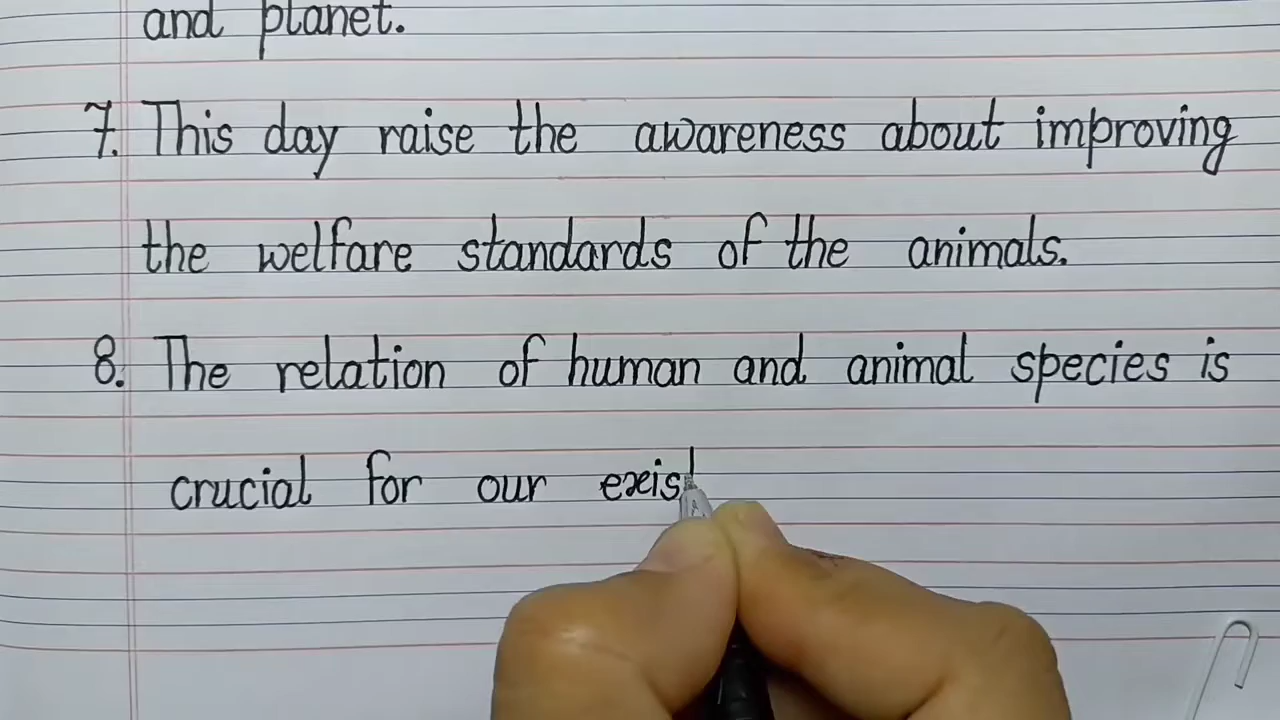 and planet.
7. This day raise the awareness about improving
the welfare standards of the animals.
8. The relation of human and animal species is
crucial for our exist